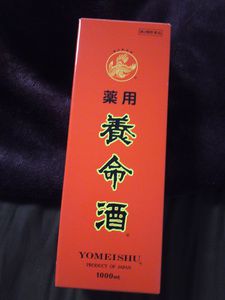 薬用
養命酒
YOMEISHU
PRODUCT OF JAPAN
1000ml